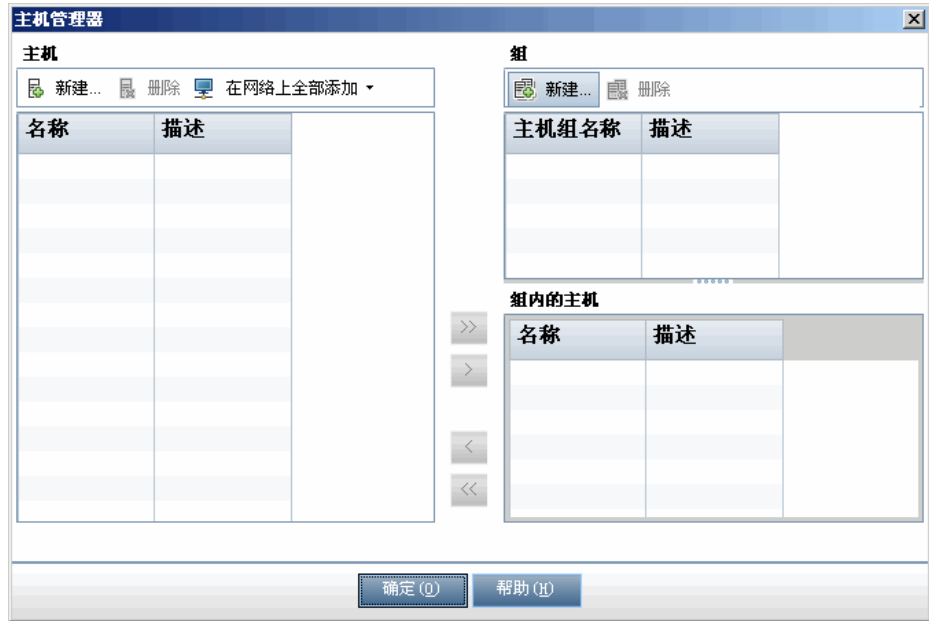 主机管理器
主机
新建... 删除 在网络上全部添加
名称 描述
组
新建... 删除
主机组名称 描述
组内的主机
名称 描述
>>
>
<
<<
确定(O) 帮助(H)